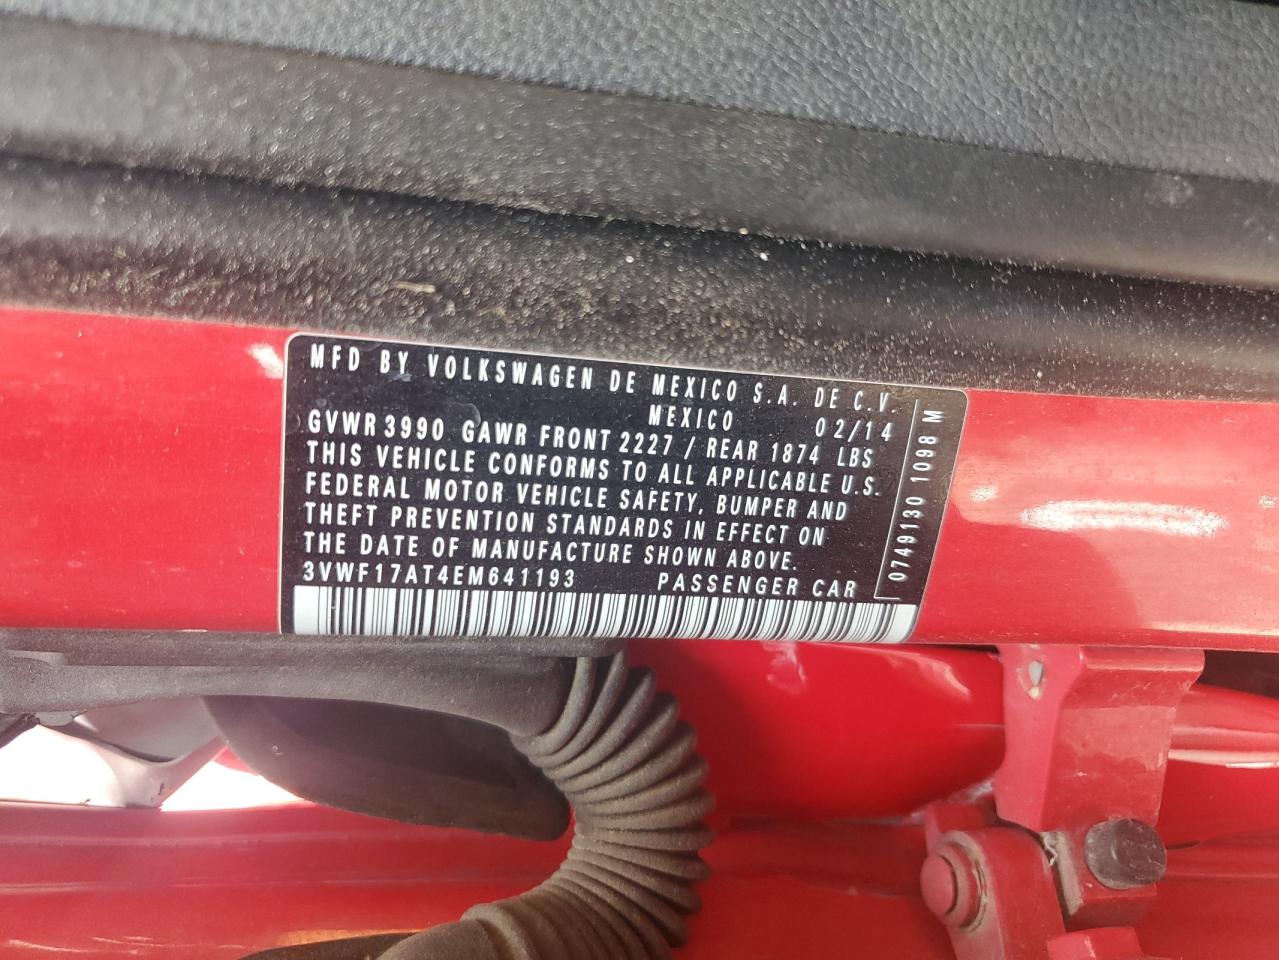 MFD BY VOLKSWAGEN DE MEXICO S.A. DE C.V.
MEXICO 02/14
GVWR 3990 GAWR FRONT 2227 / REAR 1874 LBS
THIS VEHICLE CONFORMS TO ALL APPLICABLE U.S.
FEDERAL MOTOR VEHICLE SAFETY, BUMPER AND
THEFT PREVENTION STANDARDS IN EFFECT ON
THE DATE OF MANUFACTURE SHOWN ABOVE.
3VWF17AT4EM641193 PASSENGER CAR
0749130 1098 M